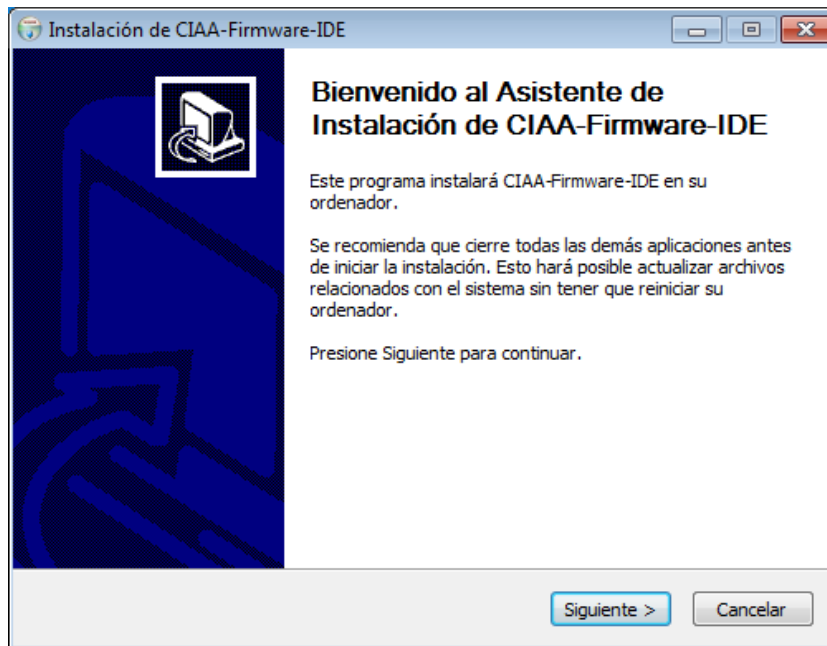 Instalación de CIAA-Firmware-IDE
Bienvenido al Asistente de
Instalación de CIAA-Firmware-IDE
Este programa instalará CIAA-Firmware-IDE en su
ordenador.
Se recomienda que cierre todas las demás aplicaciones antes
de iniciar la instalación. Esto hará posible actualizar archivos
relacionados con el sistema sin tener que reiniciar su
ordenador.
Presione Siguiente para continuar.
Siguiente > Cancelar